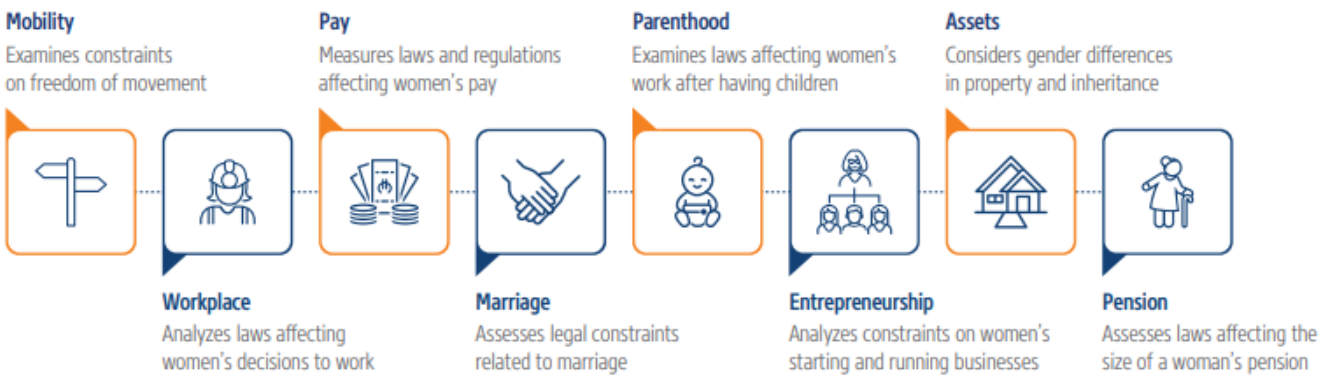 Mobility
Examines constraints
on freedom of movement
Pay
Measures laws and regulations
affecting women's pay
Parenthood
Examines laws affecting women's
work after having children
Assets
Considers gender differences
in property and inheritance
Workplace
Analyzes laws affecting
women's decisions to work
Marriage
Assesses legal constraints
related to marriage
Entrepreneurship
Analyzes constraints on women's
starting and running businesses
Pension
Assesses laws affecting the
size of a woman's pension